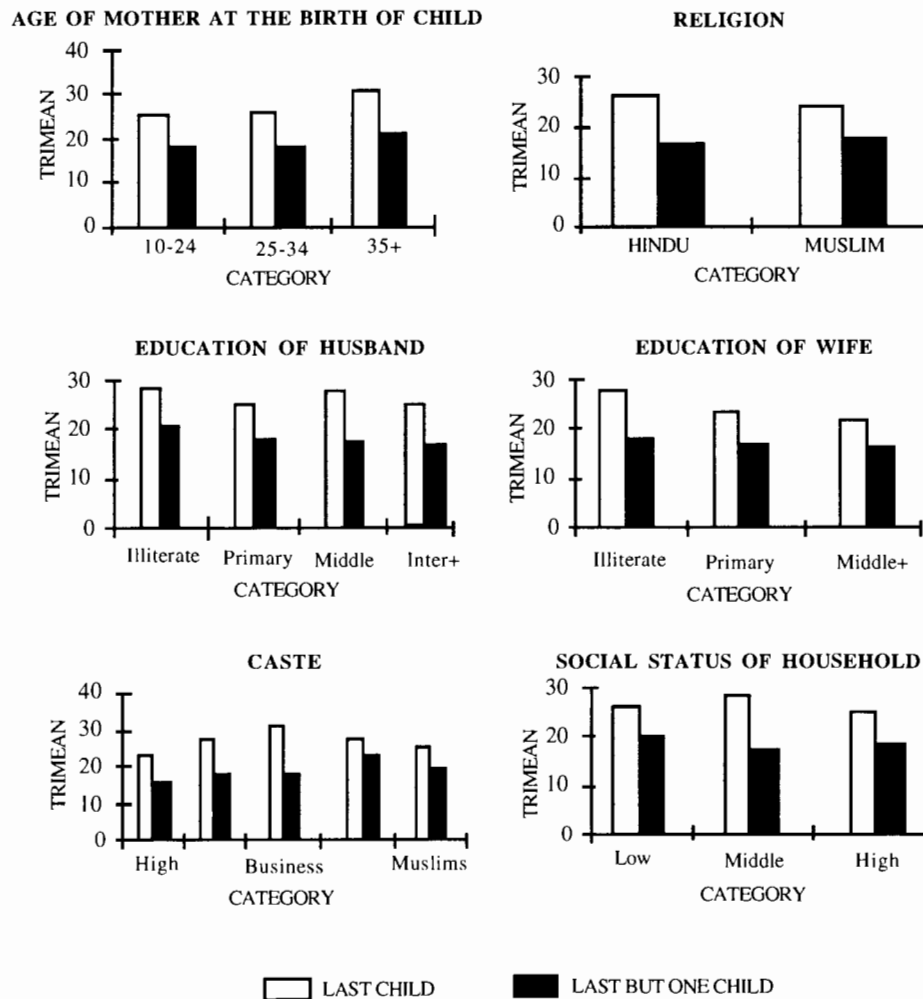 AGE OF MOTHER AT THE BIRTH OF CHILD
TRIMEAN
40
30
20
10
0
10-24 25-34 35+
CATEGORY
RELIGION
TRIMEAN
30
20
10
0
HINDU MUSLIM
CATEGORY
EDUCATION OF HUSBAND
TRIMEAN
30
20
10
0
Illiterate Primary Middle Inter+
CATEGORY
EDUCATION OF WIFE
TRIMEAN
30
20
10
0
Illiterate Primary Middle+
CATEGORY
CASTE
TRIMEAN
40
30
20
10
0
High Business Muslims
CATEGORY
SOCIAL STATUS OF HOUSEHOLD
TRIMEAN
30
20
10
0
Low Middle High
CATEGORY
LAST CHILD LAST BUT ONE CHILD